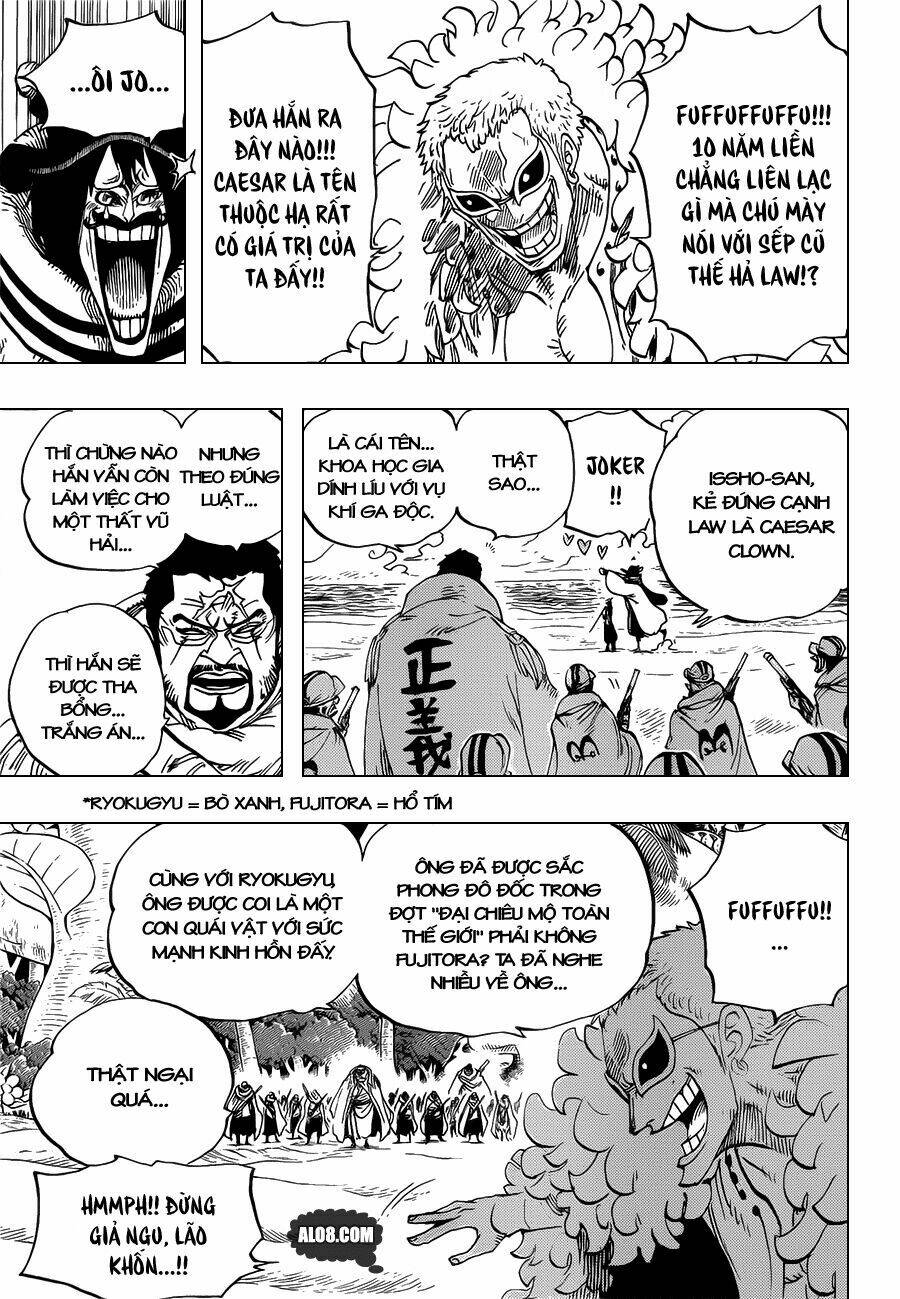 FUFFUFFUFFU!!!
10 NĂM LIỀN
CHẲNG LIÊN LẠC
GÌ MÀ CHÚ MÀY
NÓI VỚI SẾP CŨ
THẾ HẢ LAW!?
ĐƯA HẮN RA
ĐÂY NÀO!!!
CAESAR LÀ TÊN
THUỘC HẠ RẤT
CÓ GIÁ TRỊ CỦA
TA ĐẤY!!
...ÔI JO...
ISSHO-SAN,
KẺ ĐỨNG CẠNH
LAW LÀ CAESAR
CLOWN.
JOKER
!!
THẬT
SAO...
LÀ CÁI TÊN...
KHOA HỌC GIA
DÍNH LÍU VỚI VỤ
KHÍ GA ĐỘC.
正義
NHƯNG
THEO ĐÚNG
LUẬT...
THÌ CHỪNG NÀO
HẮN VẪN CÒN
LÀM VIỆC CHO
MỘT THẤT VŨ
HẢI...
THÌ HẮN SẼ
ĐƯỢC THA
BỔNG...
TRẮNG ÁN...
*RYOKUGYU = BÒ XANH, FUJITORA = HỔ TÍM
FUFFUFFU!!
...
ÔNG ĐÃ ĐƯỢC SẮC
PHONG ĐÔ ĐỐC TRONG
ĐỢT "ĐẠI CHIÊU MỘ TOÀN
THẾ GIỚI" PHẢI KHÔNG
FUJITORA? TA ĐÃ NGHE
NHIỀU VỀ ÔNG...
CÙNG VỚI RYOKUGYU,
ÔNG ĐƯỢC COI LÀ MỘT
CON QUÁI VẬT VỚI SỨC
MẠNH KINH HỒN ĐẤY.
THẬT NGẠI
QUÁ...
HMMPH!! ĐỪNG
GIẢ NGU, LÃO
KHỐN...!!
ALO8.COM